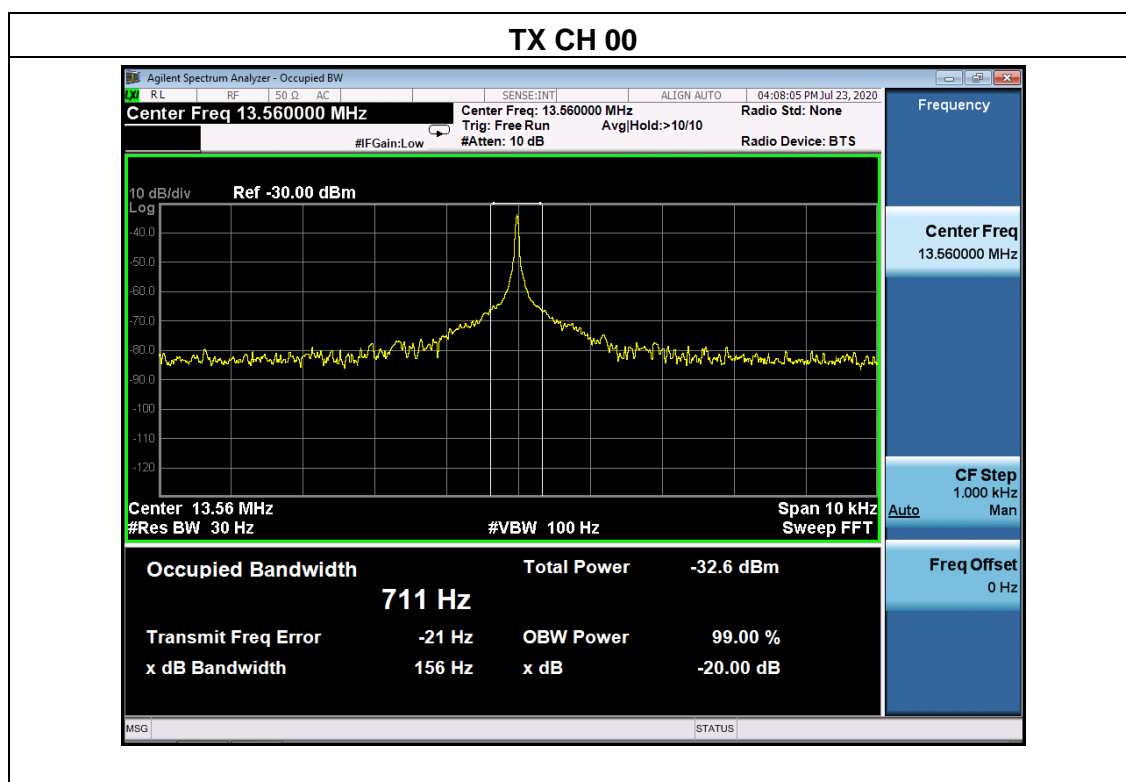 TX CH 00
Agilent Spectrum Analyzer - Occupied BW
LXI RL RF 50 Ω AC SENSE:INT ALIGN AUTO 04:08:05 PM Jul 23, 2020
Center Freq 13.560000 MHz
#IFGain:Low
Center Freq: 13.560000 MHz
Trig: Free Run Avg|Hold:>10/10
#Atten: 10 dB
Radio Std: None
Radio Device: BTS
10 dB/div Ref -30.00 dBm
Log
-40.0
-50.0
-60.0
-70.0
-80.0
-90.0
-100
-110
-120
Center 13.56 MHz Span 10 kHz
#Res BW 30 Hz #VBW 100 Hz Sweep FFT
Occupied Bandwidth Total Power -32.6 dBm
711 Hz
Transmit Freq Error -21 Hz OBW Power 99.00 %
x dB Bandwidth 156 Hz x dB -20.00 dB
MSG STATUS
Frequency
Center Freq
13.560000 MHz
CF Step
1.000 kHz
Auto Man
Freq Offset
0 Hz